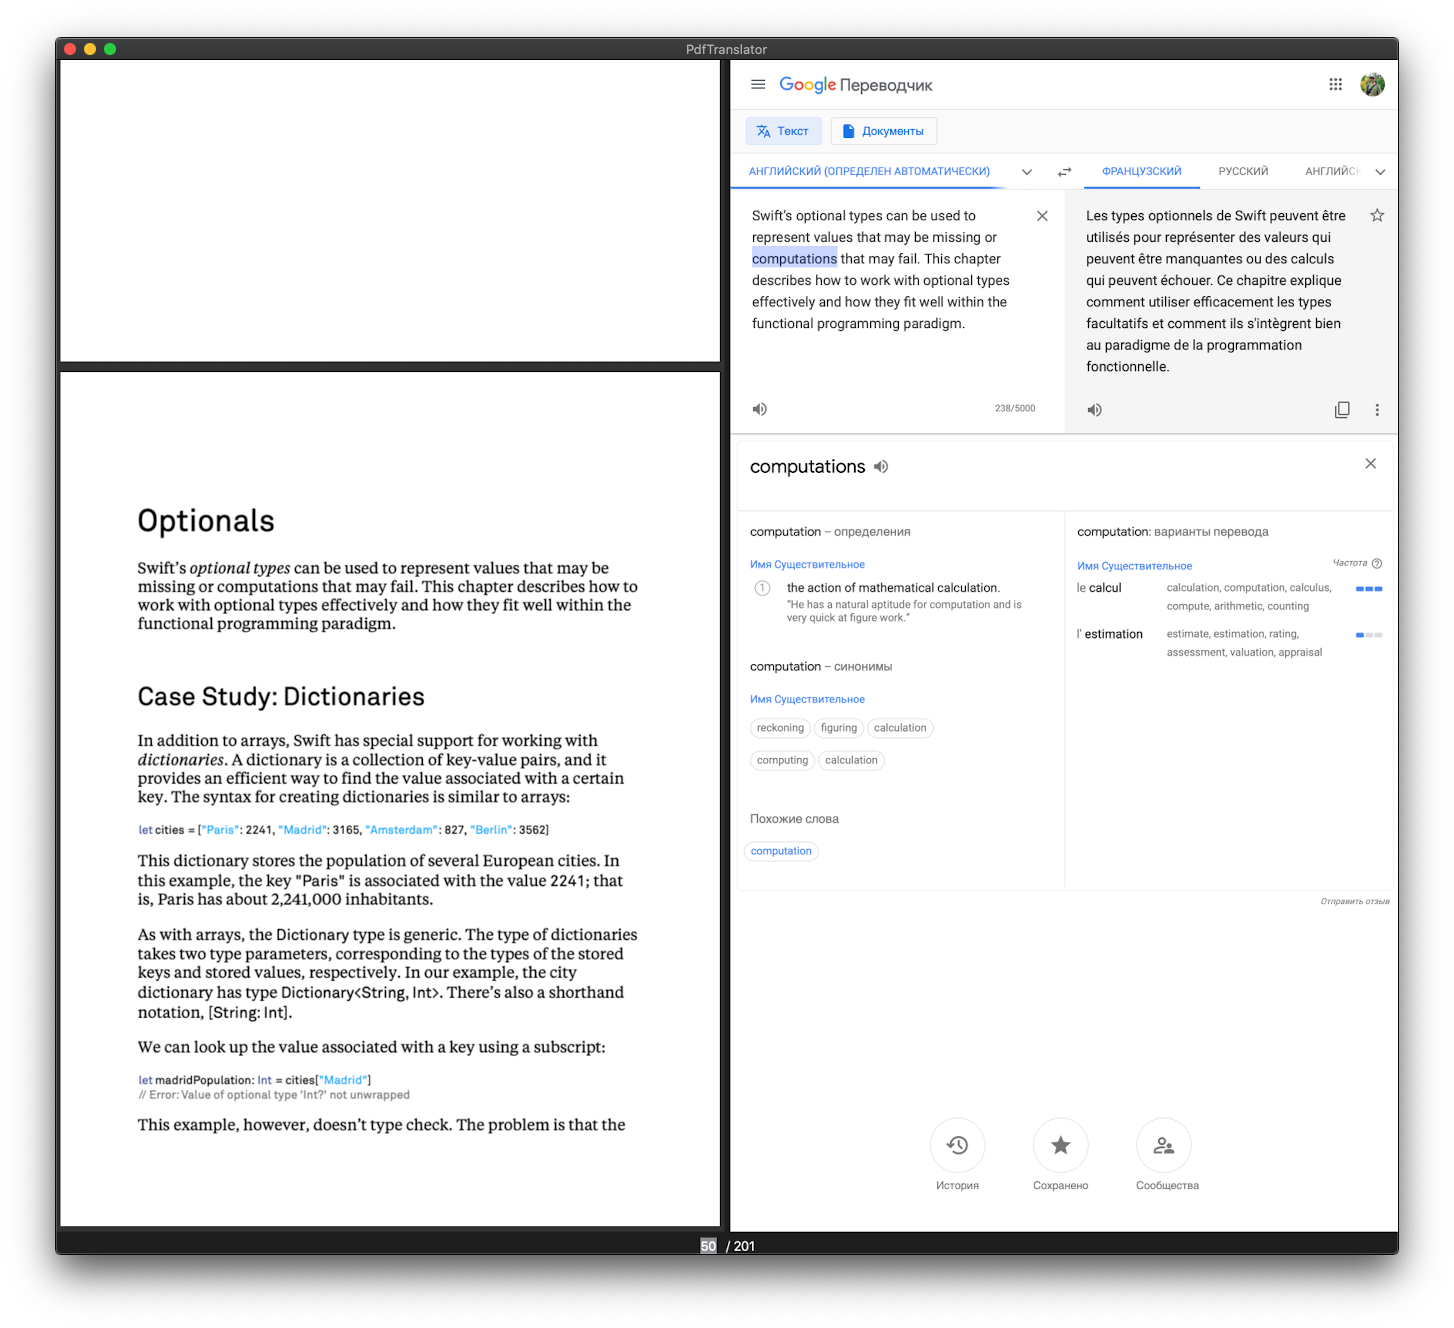 PdfTranslator
Optionals
Swift's optional types can be used to represent values that may be
missing or computations that may fail. This chapter describes how to
work with optional types effectively and how they fit well within the
functional programming paradigm.
Case Study: Dictionaries
In addition to arrays, Swift has special support for working with
dictionaries. A dictionary is a collection of key-value pairs, and it
provides an efficient way to find the value associated with a certain
key. The syntax for creating dictionaries is similar to arrays:
let cities = ["Paris": 2241, "Madrid": 3165, "Amsterdam": 827, "Berlin": 3562]
This dictionary stores the population of several European cities. In
this example, the key "Paris" is associated with the value 2241; that
is, Paris has about 2,241,000 inhabitants.
As with arrays, the Dictionary type is generic. The type of dictionaries
takes two type parameters, corresponding to the types of the stored
keys and stored values, respectively. In our example, the city
dictionary has type Dictionary<String, Int>. There's also a shorthand
notation, [String: Int].
We can look up the value associated with a key using a subscript:
let madridPopulation: Int = cities["Madrid"]
// Error: Value of optional type 'Int?' not unwrapped
This example, however, doesn't type check. The problem is that the
Google Переводчик
Текст
Документы
АНГЛИЙСКИЙ (ОПРЕДЕЛЕН АВТОМАТИЧЕСКИ)
ФРАНЦУЗСКИЙ
РУССКИЙ
АНГЛИЙСК
Swift's optional types can be used to
represent values that may be missing or
computations that may fail. This chapter
describes how to work with optional types
effectively and how they fit well within the
functional programming paradigm.
238/5000
Les types optionnels de Swift peuvent être
utilisés pour représenter des valeurs qui
peuvent être manquantes ou des calculs
qui peuvent échouer. Ce chapitre explique
comment utiliser efficacement les types
facultatifs et comment ils s'intègrent bien
au paradigme de la programmation
fonctionnelle.
computations
computation – определения
Имя Существительное
1 the action of mathematical calculation.
"He has a natural aptitude for computation and is
very quick at figure work."
computation – синонимы
Имя Существительное
reckoning figuring calculation
computing calculation
Похожие слова
computation
computation: варианты перевода
Имя Существительное
Частота
le calcul calculation, computation, calculus,
compute, arithmetic, counting
l' estimation estimate, estimation, rating,
assessment, valuation, appraisal
Отправить отзыв
История
Сохранено
Сообщества
50 / 201